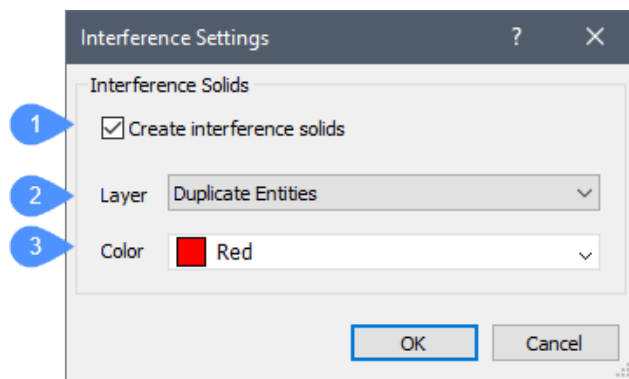 Interference Settings ?
Interference Solids
1 Create interference solids
2 Layer Duplicate Entities
3 Color Red
OK Cancel